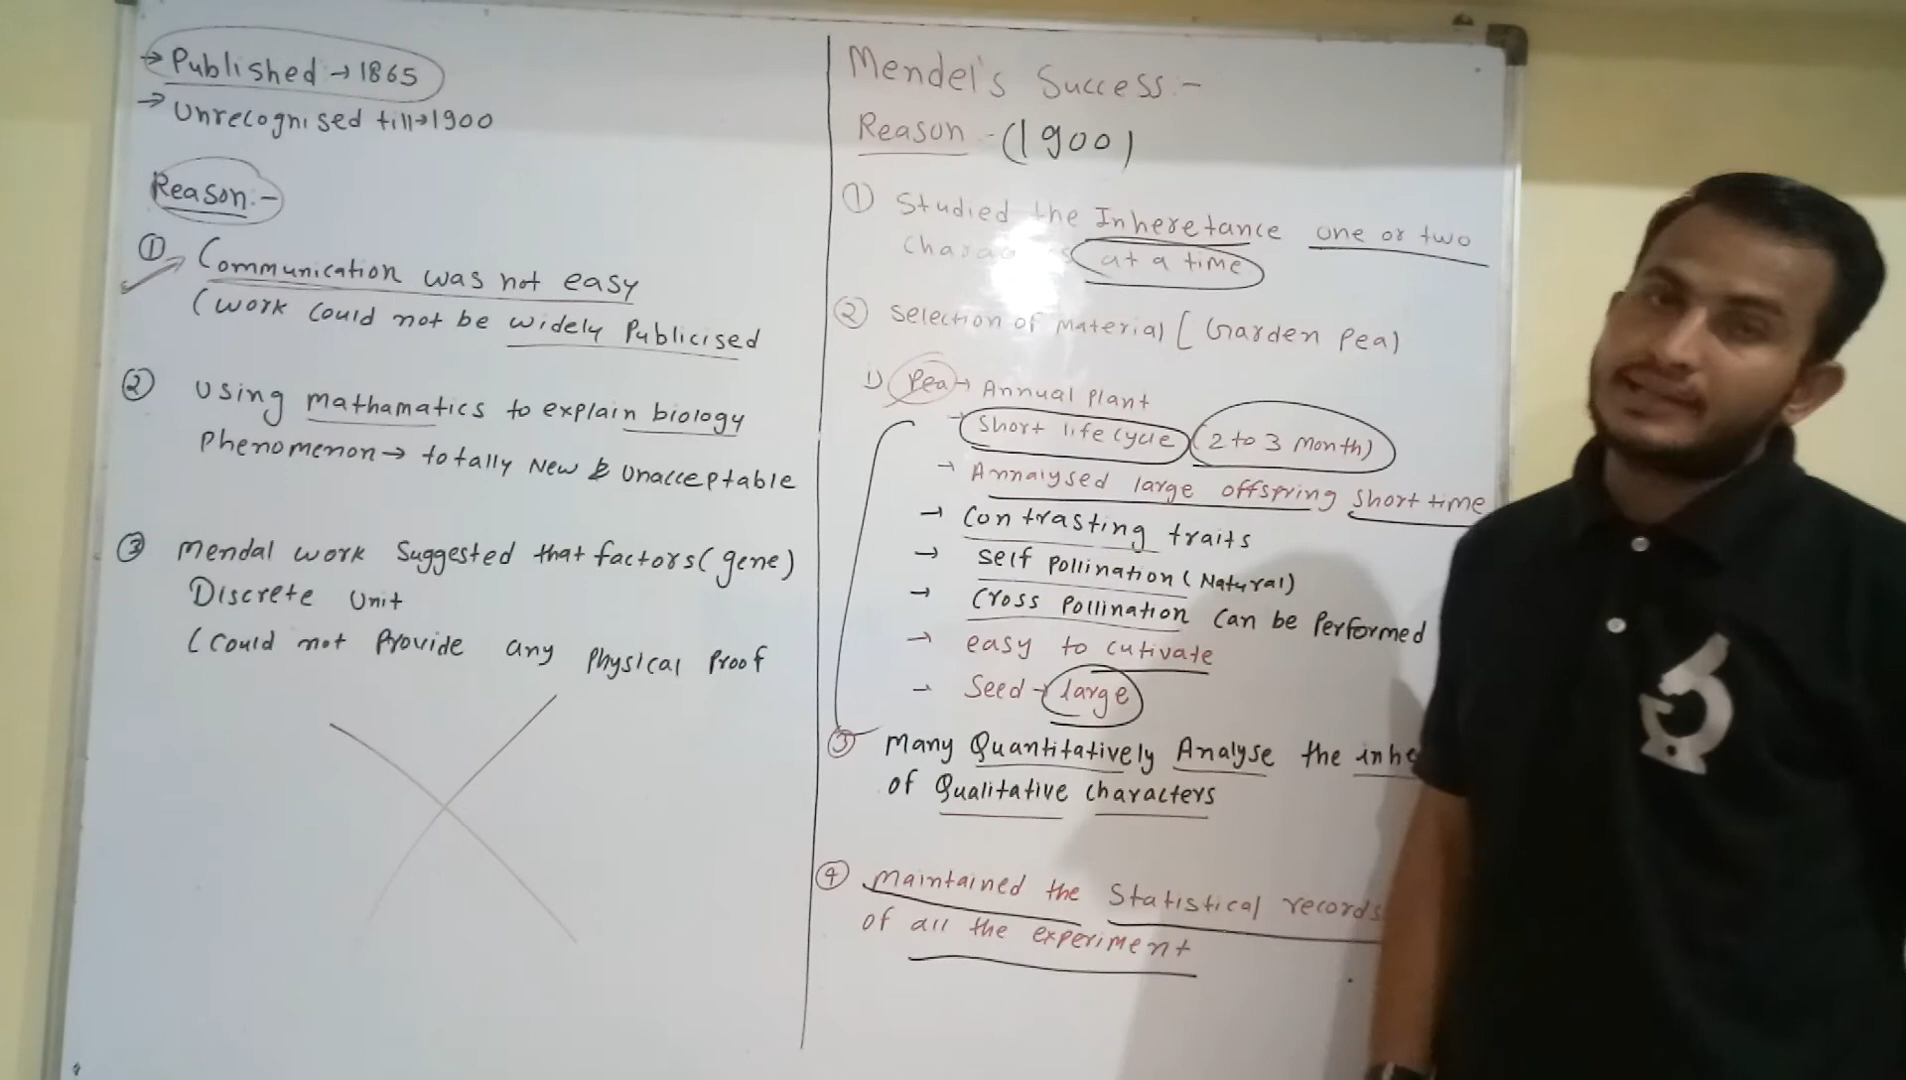 → Published → 1865
→ Unrecognised till → 1900
Reason:-
① Communication was not easy
(work could not be widely Publicised
② Using mathamatics to explain biology
Phenomenon → totally New & Unacceptable
③ Mendal work Suggested that factors (gene)
Discrete Unit
(Could not Provide any Physical Proof
Mendel's Success:-
Reason - (1900)
① Studied the Inheretance one or two
at a time
② Selection of Material [Garden Pea)
1) Pea → Annual Plant
→ Short life Cycle (2 to 3 Month)
→ Annalysed large offspring short time
→ Contrasting traits
→ Self Pollination (Natural)
→ Cross Pollination Can be Performed
→ easy to cutivate
→ Seed → large
③ Many Quantitatively Analyse the inhe
of Qualitative Characters
④ Maintained the Statistical records
of all the experiment